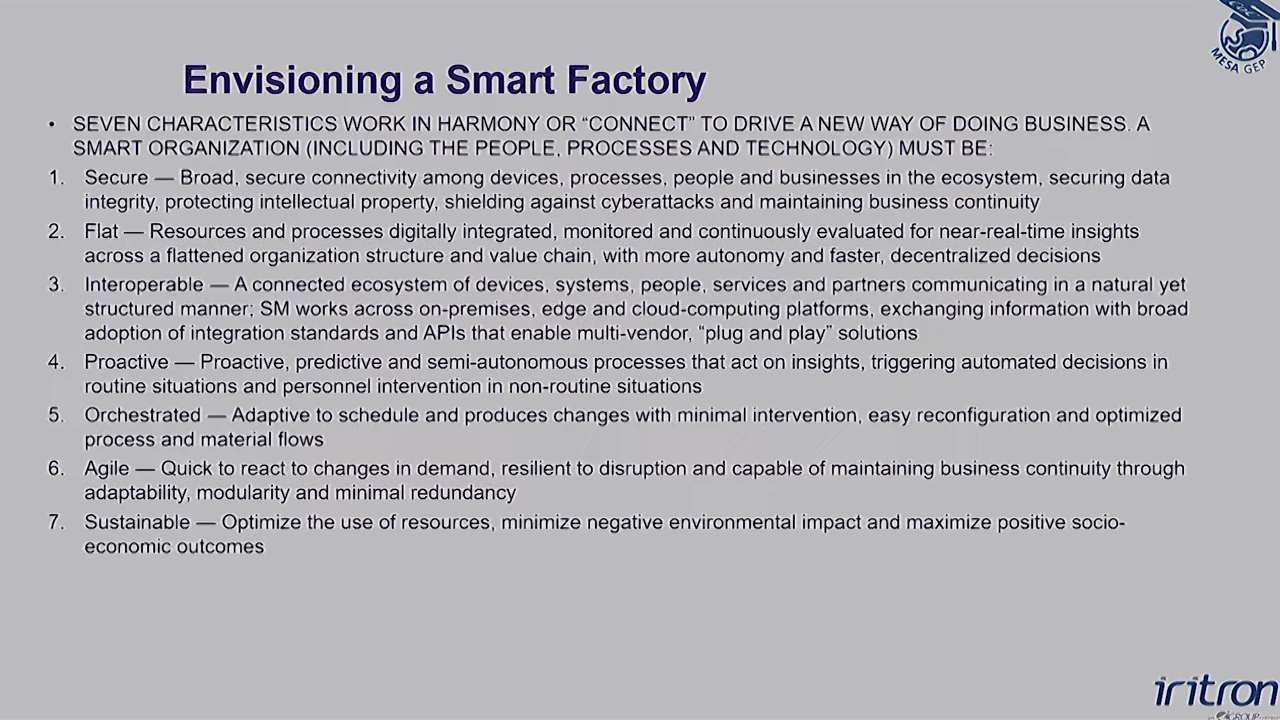 Envisioning a Smart Factory
• SEVEN CHARACTERISTICS WORK IN HARMONY OR “CONNECT” TO DRIVE A NEW WAY OF DOING BUSINESS. A
SMART ORGANIZATION (INCLUDING THE PEOPLE, PROCESSES AND TECHNOLOGY) MUST BE:
1. Secure — Broad, secure connectivity among devices, processes, people and businesses in the ecosystem, securing data
integrity, protecting intellectual property, shielding against cyberattacks and maintaining business continuity
2. Flat — Resources and processes digitally integrated, monitored and continuously evaluated for near-real-time insights
across a flattened organization structure and value chain, with more autonomy and faster, decentralized decisions
3. Interoperable — A connected ecosystem of devices, systems, people, services and partners communicating in a natural yet
structured manner; SM works across on-premises, edge and cloud-computing platforms, exchanging information with broad
adoption of integration standards and APIs that enable multi-vendor, “plug and play” solutions
4. Proactive — Proactive, predictive and semi-autonomous processes that act on insights, triggering automated decisions in
routine situations and personnel intervention in non-routine situations
5. Orchestrated — Adaptive to schedule and produces changes with minimal intervention, easy reconfiguration and optimized
process and material flows
6. Agile — Quick to react to changes in demand, resilient to disruption and capable of maintaining business continuity through
adaptability, modularity and minimal redundancy
7. Sustainable — Optimize the use of resources, minimize negative environmental impact and maximize positive socio-
economic outcomes
MESA GEP
iritron
GROUP